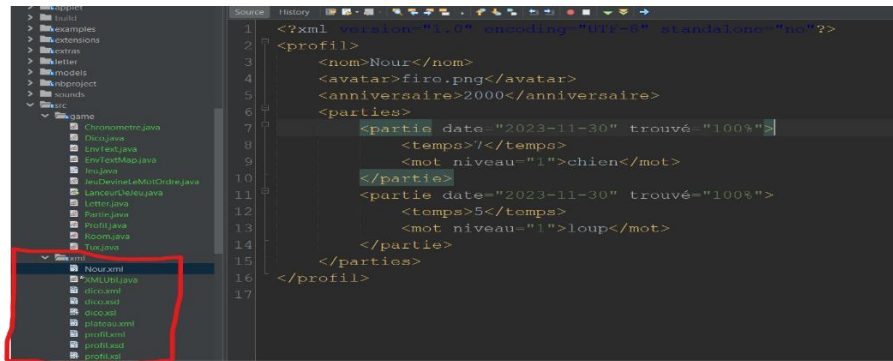 applet
build
examples
extensions
extras
letter
models
nbproject
sounds
src
game
Chronometre.java
Dico.java
EnvText.java
EnvTextMap.java
Jeu.java
JeuDevineLeMotOrdre.java
LanceurDeJeu.java
Letter.java
Partie.java
Profil.java
Room.java
Tux.java
xml
Nour.xml
XMLUtil.java
dico.xml
dico.xsd
dico.xsl
plateau.xml
profil.xml
profil.xsd
profil.xsl
Source History
1 <?xml version="1.0" encoding="UTF-8" standalone="no"?>
2 <profil>
3 <nom>Nour</nom>
4 <avatar>firo.png</avatar>
5 <anniversaire>2000</anniversaire>
6 <parties>
7 <partie date="2023-11-30" trouvé="100%">
8 <temps>7</temps>
9 <mot niveau="1">chien</mot>
10 </partie>
11 <partie date="2023-11-30" trouvé="100%">
12 <temps>5</temps>
13 <mot niveau="1">loup</mot>
14 </partie>
15 </parties>
16 </profil>
17